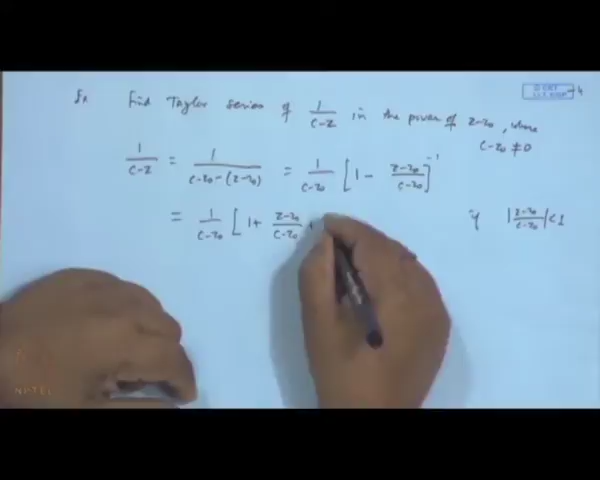 Ex Find Taylor series of 1/(c-z) in the power of z-z₀, where
c-z₀ ≠ 0
1/(c-z) = 1/(c-z₀-(z-z₀)) = 1/(c-z₀) [1 - (z-z₀)/(c-z₀)]⁻¹
= 1/(c-z₀) [1 + (z-z₀)/(c-z₀) + if |(z-z₀)/(c-z₀)| < 1
NPTEL